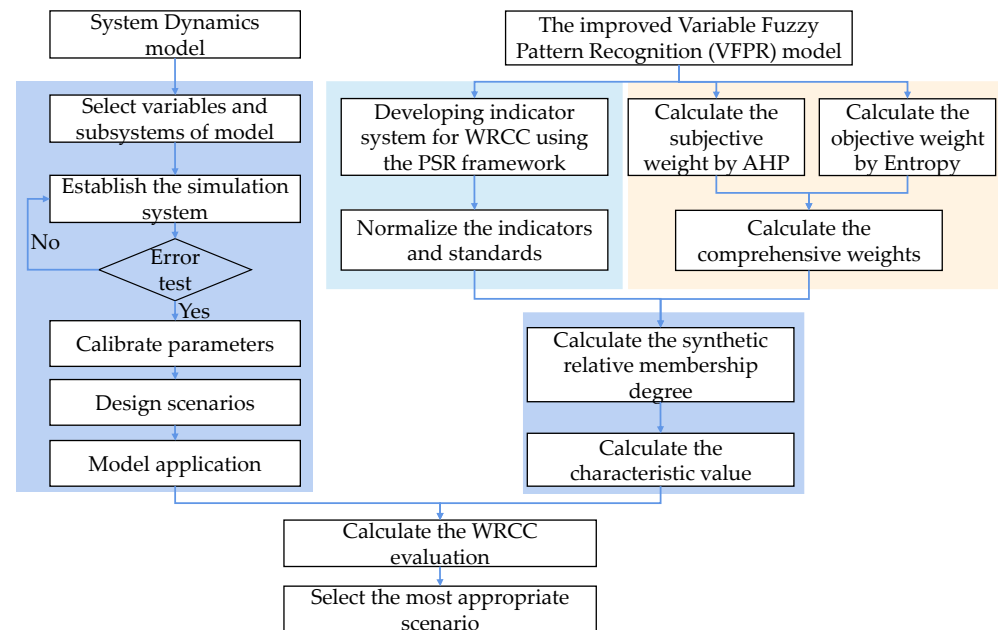 System Dynamics
model
Select variables and
subsystems of model
Establish the simulation
system
No
Error
test
Yes
Calibrate parameters
Design scenarios
Model application
The improved Variable Fuzzy
Pattern Recognition (VFPR) model
Developing indicator
system for WRCC using
the PSR framework
Normalize the indicators
and standards
Calculate the
subjective
weight by AHP
Calculate the
objective weight
by Entropy
Calculate the
comprehensive weights
Calculate the synthetic
relative membership
degree
Calculate the
characteristic value
Calculate the WRCC
evaluation
Select the most appropriate
scenario